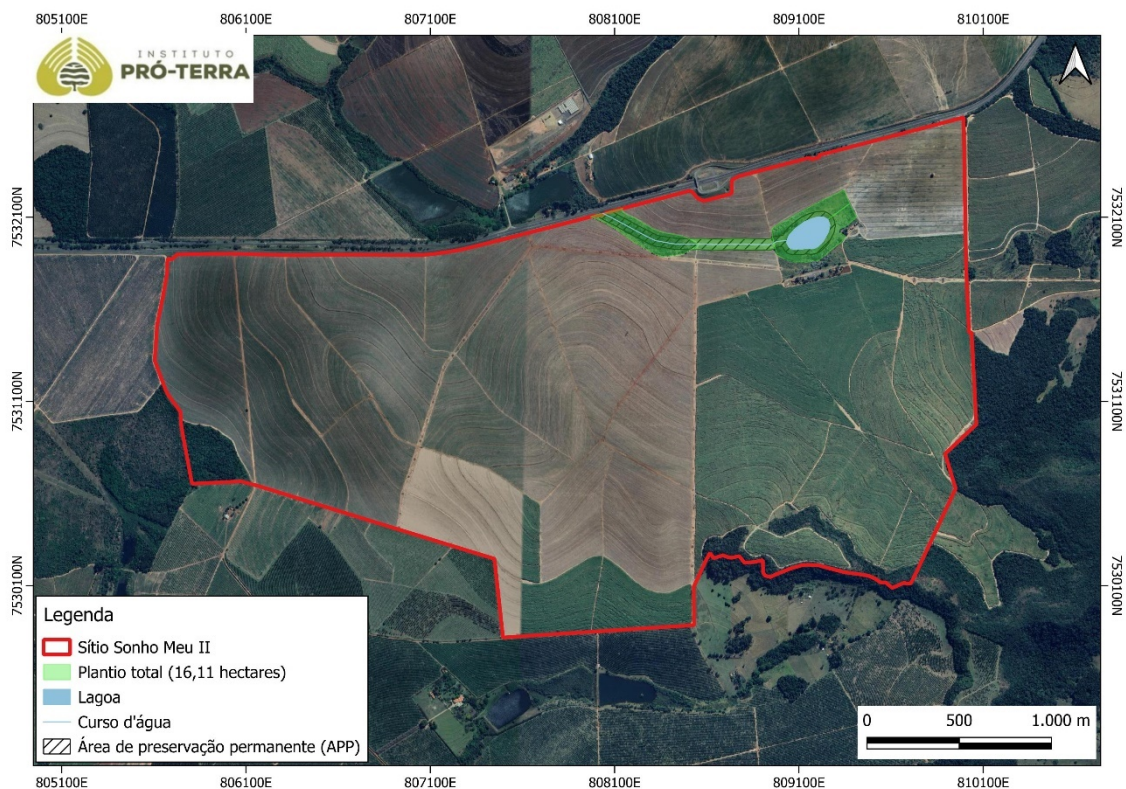 805100E
806100E
807100E
808100E
809100E
810100E
INSTITUTO
PRÓ-TERRA
7532100N
7532100N
7531100N
7531100N
7530100N
7530100N
Legenda
Sítio Sonho Meu II
Plantio total (16,11 hectares)
Lagoa
Curso d'água
Área de preservação permanente (APP)
0 500 1.000 m
805100E
806100E
807100E
808100E
809100E
810100E